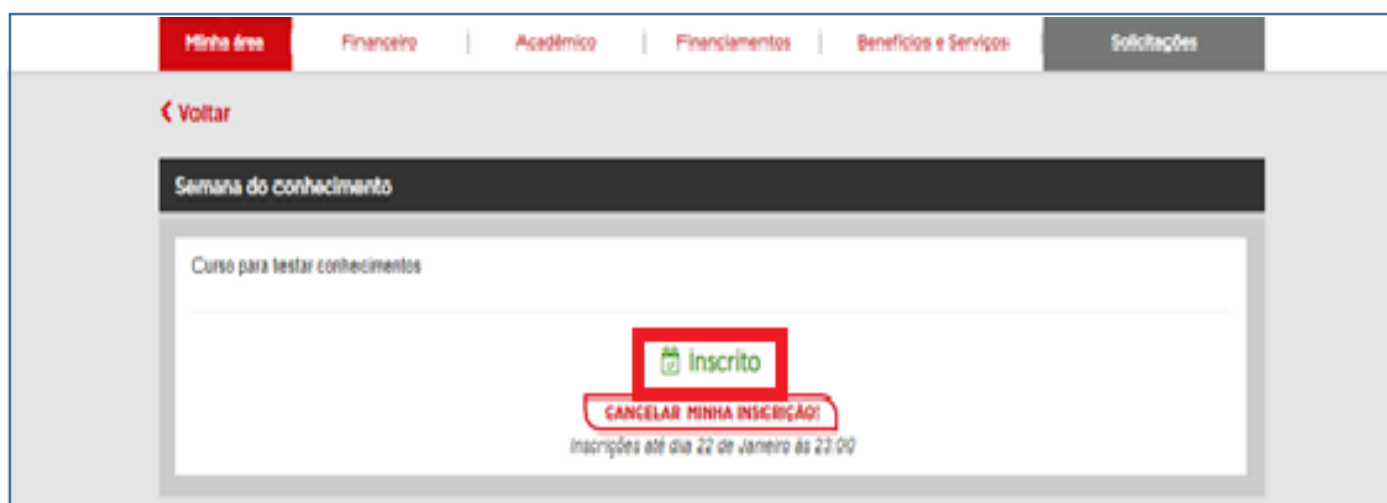 Minha área Financeiro Acadêmico Financiamentos Benefícios e Serviços Solicitações
Voltar
Semana do conhecimento
Curso para testar conhecimentos
Inscrito
CANCELAR MINHA INSCRIÇÃO!
Inscrições até dia 22 de Janeiro ás 23:00